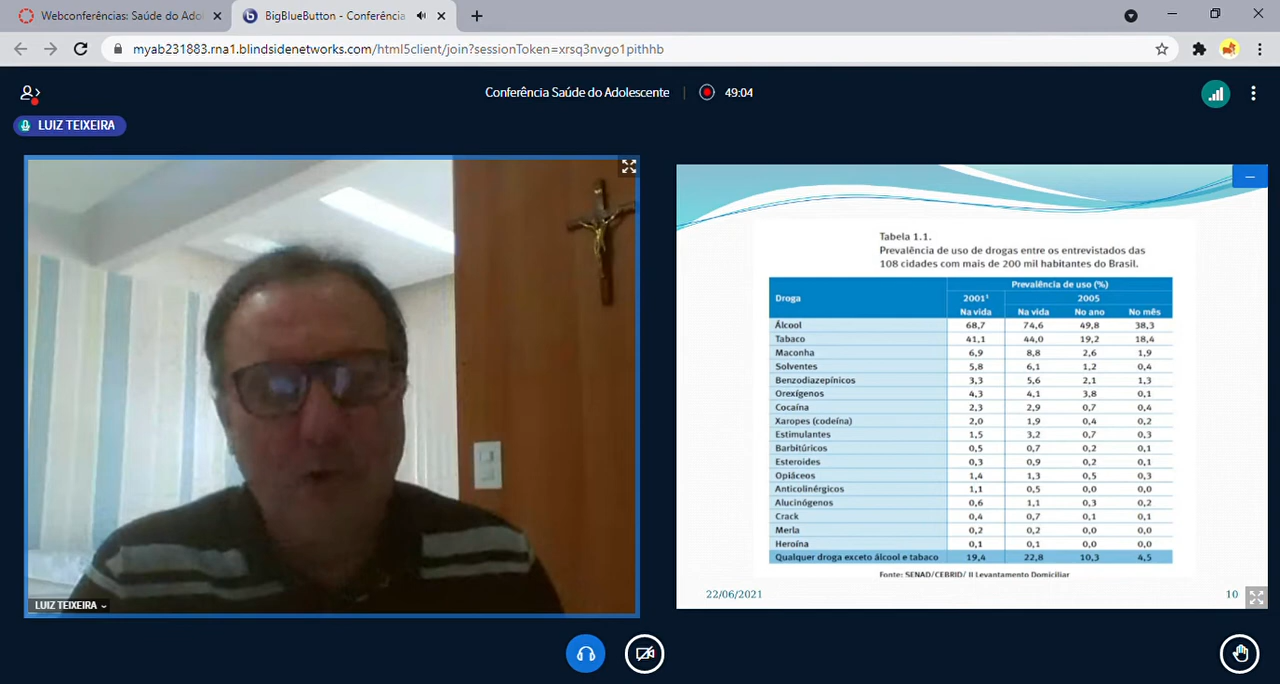 Webconferências: Saúde do Ado
BigBlueButton - Conferência
myab231883.rna1.blindsidenetworks.com/html5client/join?sessionToken=xrsq3nvgo1pithhb
Conferência Saúde do Adolescente | 49:04
LUIZ TEIXEIRA
LUIZ TEIXEIRA
Tabela 1.1.
Prevalência de uso de drogas entre os entrevistados das
108 cidades com mais de 200 mil habitantes do Brasil.
Prevalência de uso (%)
Droga 2001¹ 2005
Na vida Na vida No ano No mês
Álcool 68,7 74,6 49,8 38,3
Tabaco 41,1 44,0 19,2 18,4
Maconha 6,9 8,8 2,6 1,9
Solventes 5,8 6,1 1,2 0,4
Benzodiazepínicos 3,3 5,6 2,1 1,3
Orexígenos 4,3 4,1 3,8 0,1
Cocaína 2,3 2,9 0,7 0,4
Xaropes (codeína) 2,0 1,9 0,4 0,2
Estimulantes 1,5 3,2 0,7 0,3
Barbitúricos 0,5 0,7 0,2 0,1
Esteroides 0,3 0,9 0,2 0,1
Opiáceos 1,4 1,3 0,5 0,3
Anticolinérgicos 1,1 0,5 0,0 0,0
Alucinógenos 0,6 1,1 0,3 0,2
Crack 0,4 0,7 0,1 0,1
Merla 0,2 0,2 0,0 0,0
Heroína 0,1 0,1 0,0 0,0
Qualquer droga exceto álcool e tabaco 19,4 22,8 10,3 4,5
Fonte: SENAD/CEBRID/ II Levantamento Domiciliar
22/06/2021 10